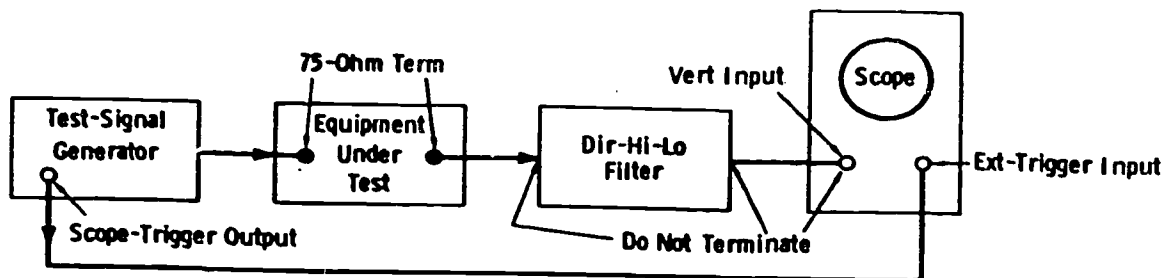 75-Ohm Term
Vert Input
Scope
Test-Signal
Generator
Equipment
Under
Test
Dir-Hi-Lo
Filter
Ext-Trigger Input
Scope-Trigger Output
Do Not Terminate